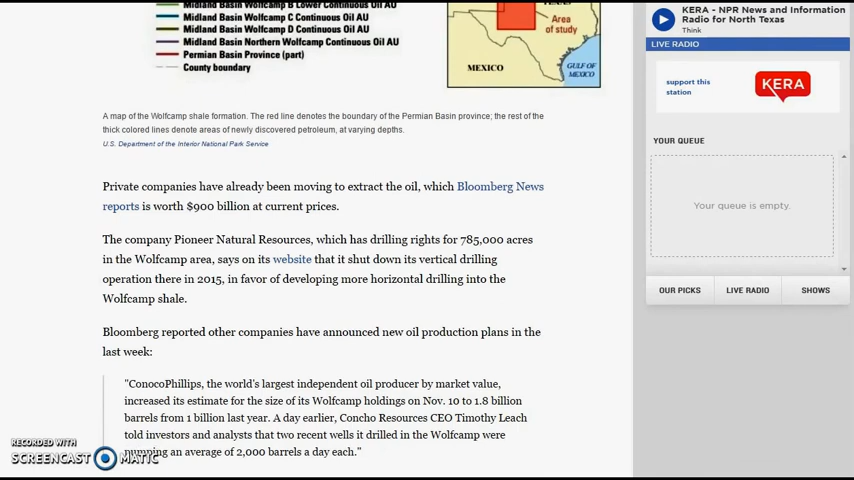 Midland Basin Wolfcamp B Lower Continuous Oil AU
Midland Basin Wolfcamp C Continuous Oil AU
Midland Basin Wolfcamp D Continuous Oil AU
Midland Basin Northern Wolfcamp Continuous Oil AU
Permian Basin Province (part)
County boundary
TEXAS
Area of study
MEXICO
GULF OF
MEXICO
A map of the Wolfcamp shale formation. The red line denotes the boundary of the Permian Basin province; the rest of the
thick colored lines denote areas of newly discovered petroleum, at varying depths.
U.S. Department of the Interior National Park Service
Private companies have already been moving to extract the oil, which Bloomberg News
reports is worth $900 billion at current prices.
The company Pioneer Natural Resources, which has drilling rights for 785,000 acres
in the Wolfcamp area, says on its website that it shut down its vertical drilling
operation there in 2015, in favor of developing more horizontal drilling into the
Wolfcamp shale.
Bloomberg reported other companies have announced new oil production plans in the
last week:
"ConocoPhillips, the world's largest independent oil producer by market value,
increased its estimate for the size of its Wolfcamp holdings on Nov. 10 to 1.8 billion
barrels from 1 billion last year. A day earlier, Concho Resources CEO Timothy Leach
told investors and analysts that two recent wells it drilled in the Wolfcamp were
pumping an average of 2,000 barrels a day each."
RECORDED WITH
SCREENCAST MATIC
KERA - NPR News and Information
Radio for North Texas
Think
LIVE RADIO
support this
station
KERA
YOUR QUEUE
Your queue is empty.
OUR PICKS
LIVE RADIO
SHOWS